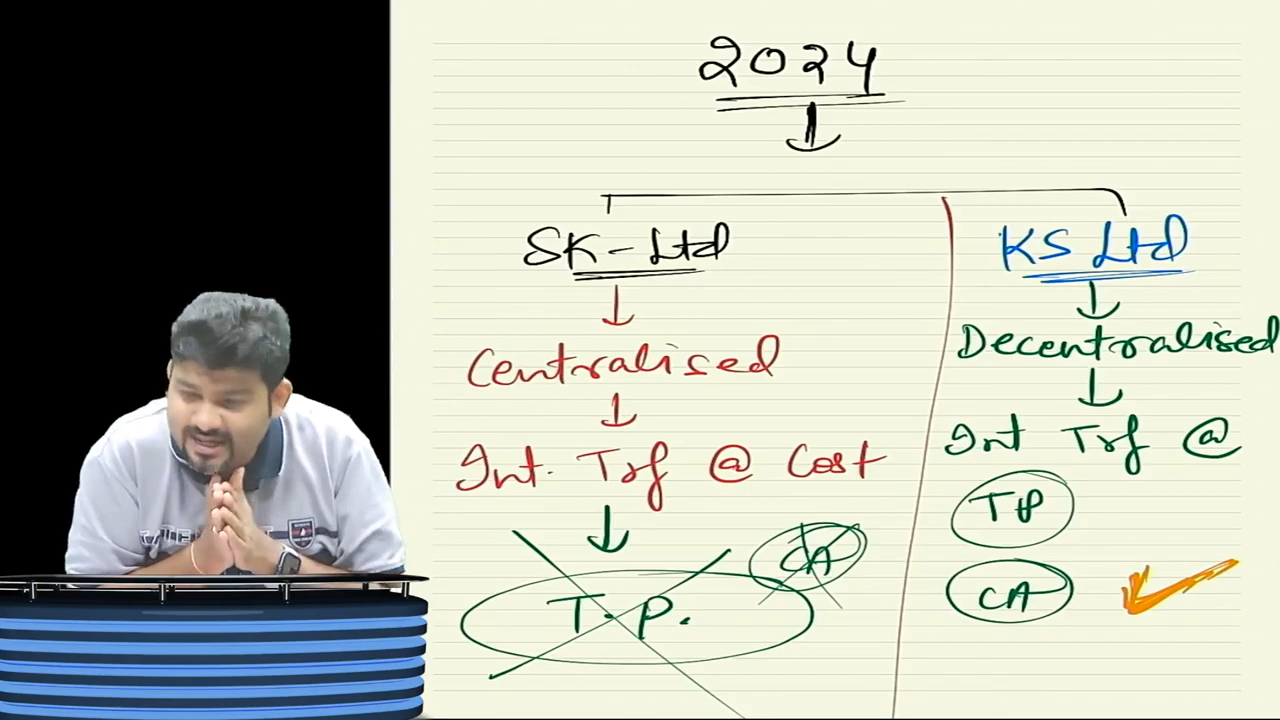 2024
SK-Ltd
Centralised
Int. Trf @ Cost
T.P.
CA
KS Ltd
Decentralised
Int Trf @
TP
CA